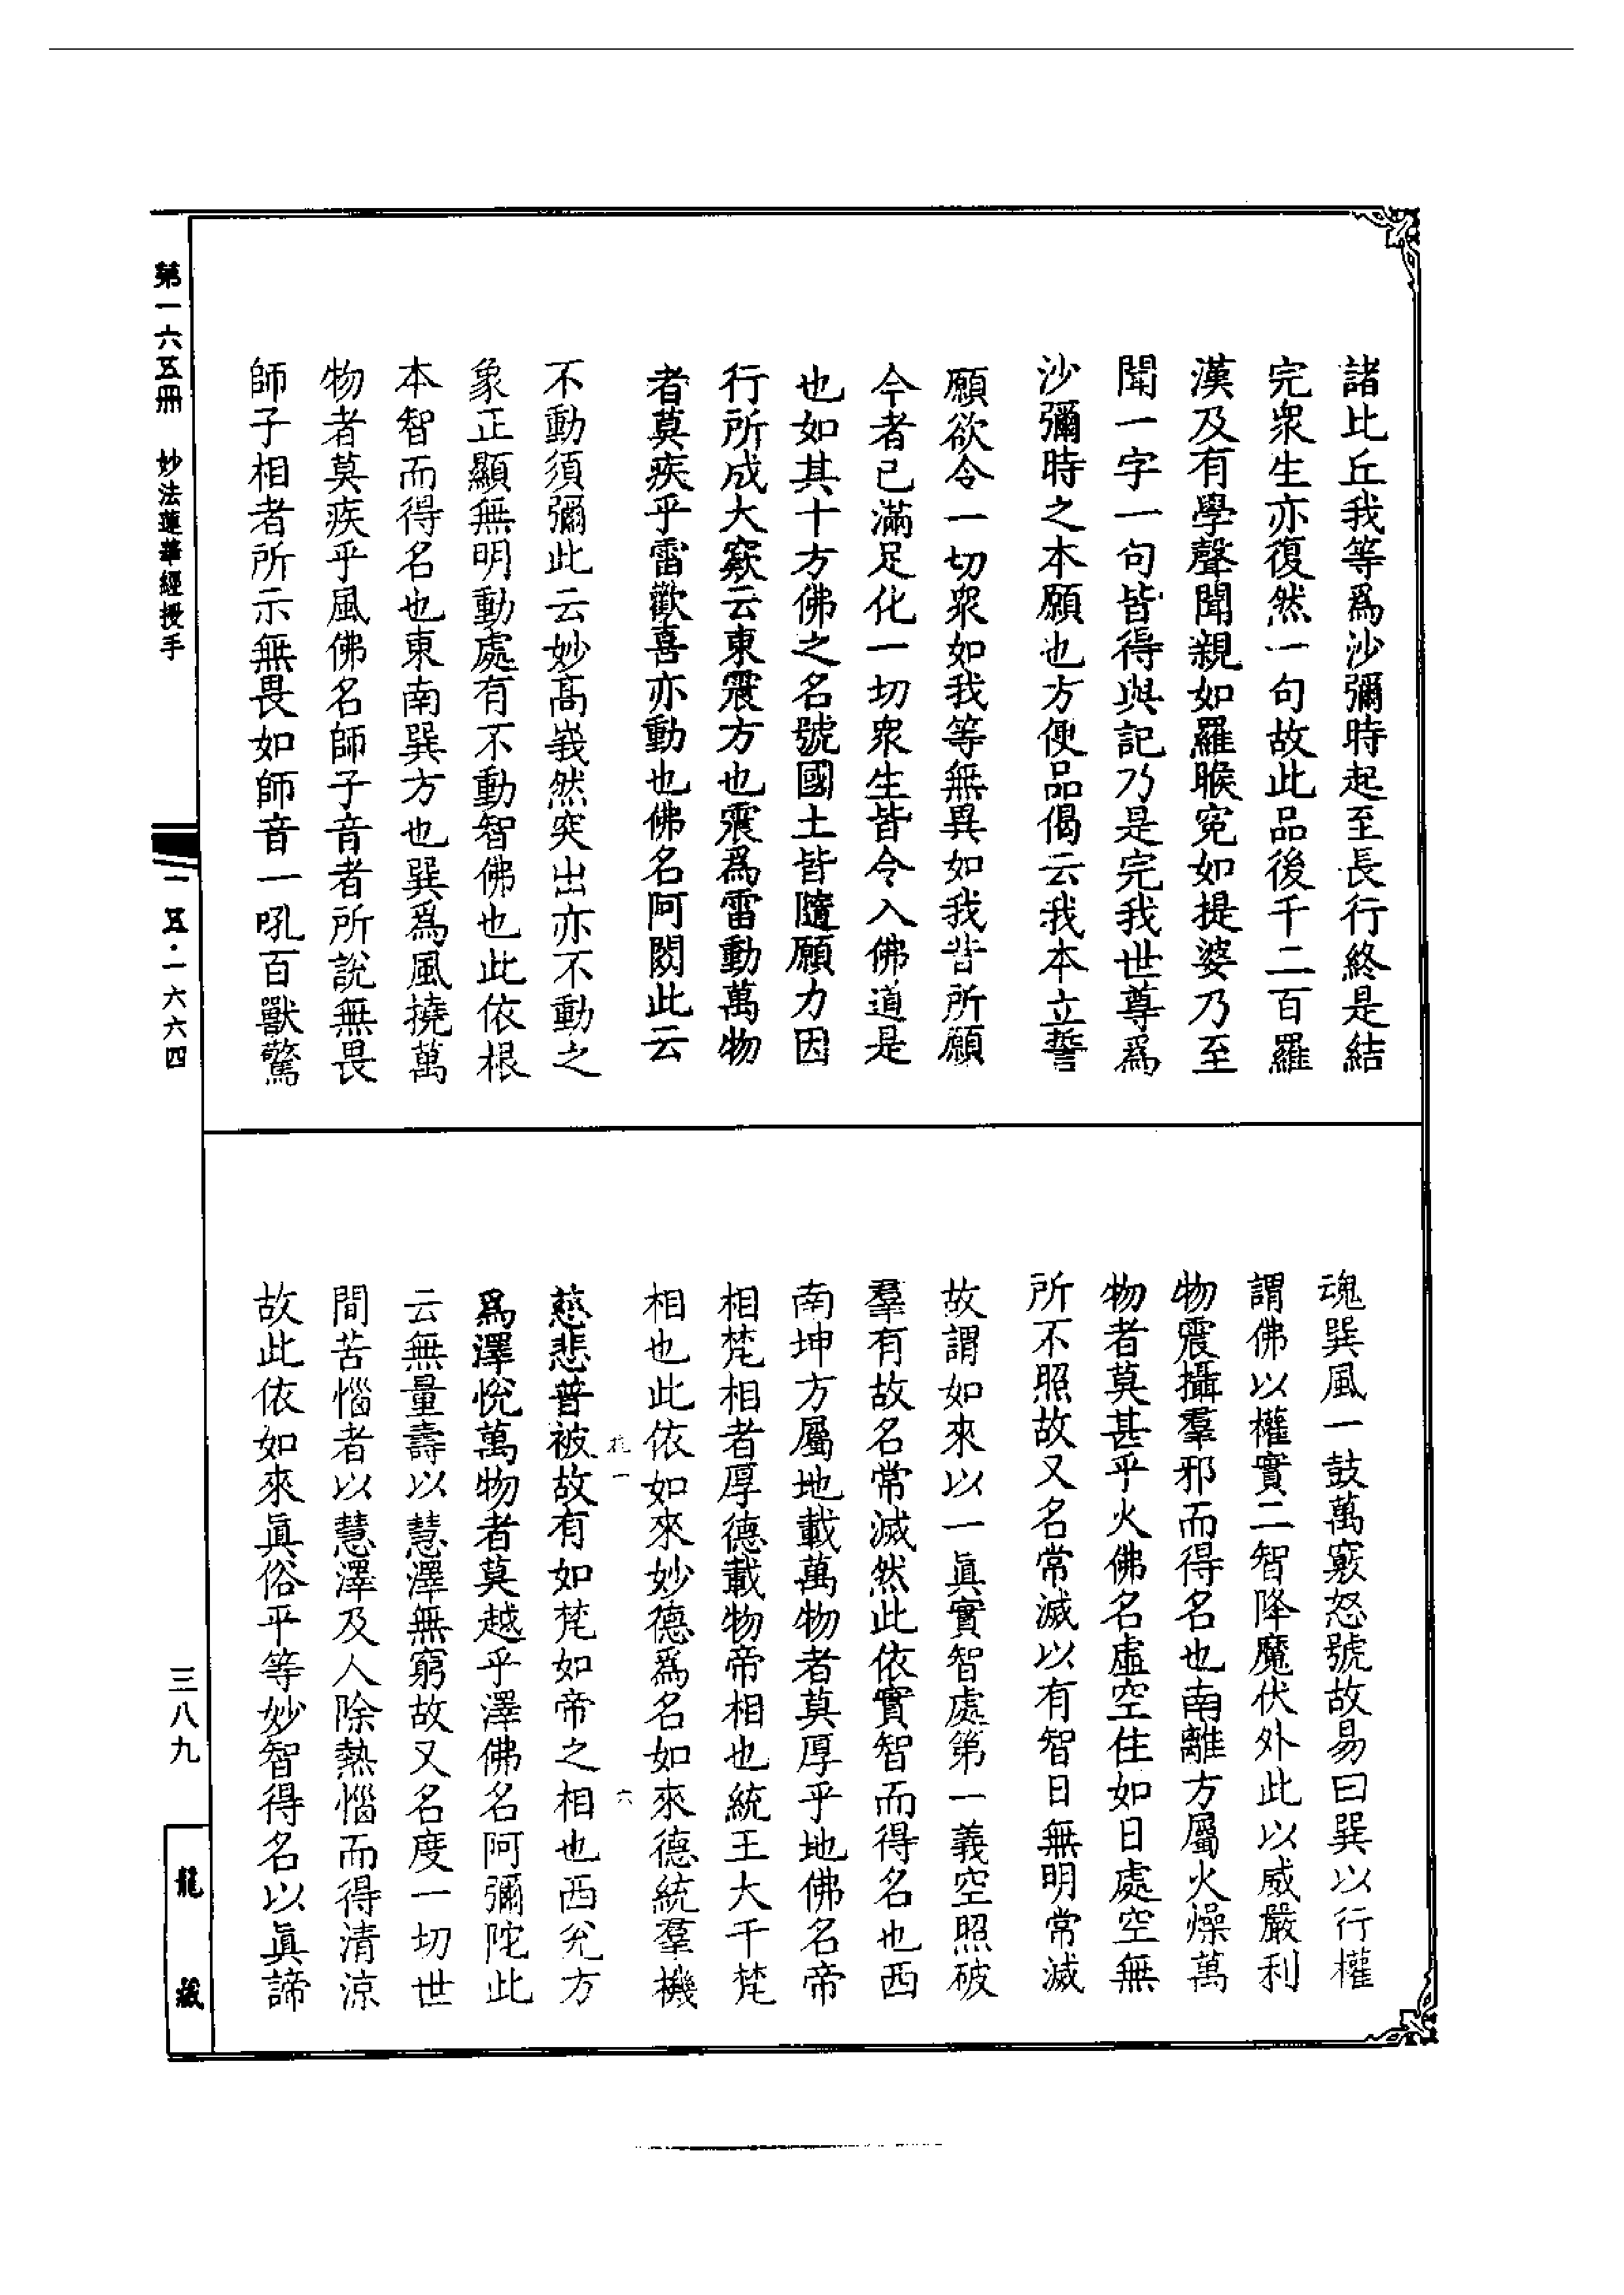 諸比丘我等爲沙彌時起至長行終是結
完衆生亦復然一句故此品後千二百羅
漢及有學聲聞親如羅睺寃如提婆乃至
聞一字一句皆得與記乃是完我世尊爲
沙彌時之本願也方便品偈云我本立誓
願欲令一切衆如我等無異如我昔所願
今者已滿足化一切衆生皆令入佛道是
也如其十方佛之名號國土皆隨願力因
行所成大窾云東震方也震爲雷動萬物
者莫疾乎雷歡喜亦動也佛名阿閦此云
不動須彌此云妙高峩然突出亦不動之
象正顯無明動處有不動智佛也此依根
本智而得名也東南巽方也巽爲風撓萬
物者莫疾乎風佛名師子音者所說無畏
師子相者所示無畏如師音一吼百獸驚
魂巽風一鼓萬竅怒號故易曰巽以行權
謂佛以權實二智降魔伏外此以威嚴利
物震攝羣邪而得名也南離方屬火燥萬
物者莫甚乎火佛名虛空住如日處空無
所不照故又名常滅以有智日無明常滅
故謂如來以一眞實智處第一義空照破
羣有故名常滅然此依實智而得名也西
南坤方屬地載萬物者莫厚乎地佛名帝
相梵相者厚德載物帝相也統王大千梵
相也此依如來妙德爲名如來德統羣機
慈悲普被故有如梵如帝之相也西兊方
爲澤悅萬物者莫越乎澤佛名阿彌陀此
云無量壽以慧澤無窮故又名度一切世
間苦惱者以慧澤及人除熱惱而得清涼
故此依如來眞俗平等妙智得名以眞諦
一
六
第一六五冊 妙法蓮華經授手
一五·一六六四
三八九
龍藏